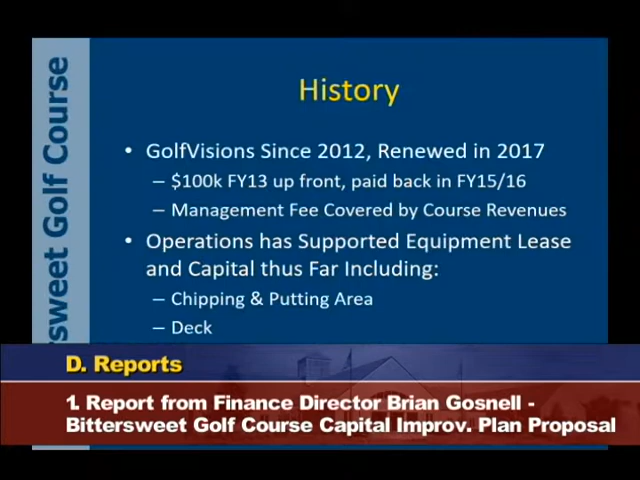 rsweet Golf Course
History
• GolfVisions Since 2012, Renewed in 2017
– $100k FY13 up front, paid back in FY15/16
– Management Fee Covered by Course Revenues
• Operations has Supported Equipment Lease
and Capital thus Far Including:
– Chipping & Putting Area
– Deck
D. Reports
1. Report from Finance Director Brian Gosnell -
Bittersweet Golf Course Capital Improv. Plan Proposal